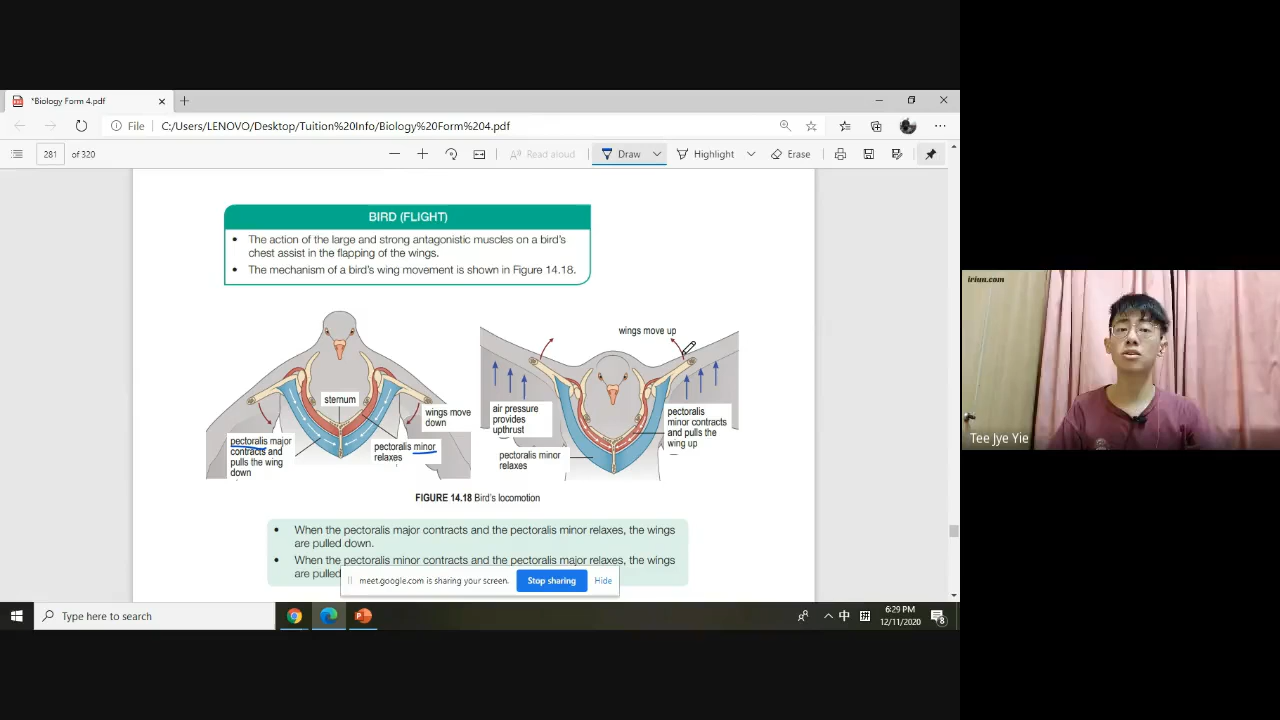 *Biology Form 4.pdf
File
C:/Users/LENOVO/Desktop/Tuition%20Info/Biology%20Form%204.pdf
281 of 320
Read aloud
Draw
Highlight
Erase
BIRD (FLIGHT)
• The action of the large and strong antagonistic muscles on a bird's
chest assist in the flapping of the wings.
• The mechanism of a bird's wing movement is shown in Figure 14.18.
sternum
wings move
down
pectoralis major
contracts and
pulls the wing
down
pectoralis minor
relaxes
wings move up
air pressure
provides
upthrust
pectoralis minor
relaxes
pectoralis
minor contracts
and pulls the
wing up
FIGURE 14.18 Bird's locomotion
• When the pectoralis major contracts and the pectoralis minor relaxes, the wings
are pulled down.
• When the pectoralis minor contracts and the pectoralis major relaxes, the wings
are pulled
meet.google.com is sharing your screen.
Stop sharing
Hide
Type here to search
中
6:29 PM
12/11/2020
8
iriun.com
Tee Jye Yie